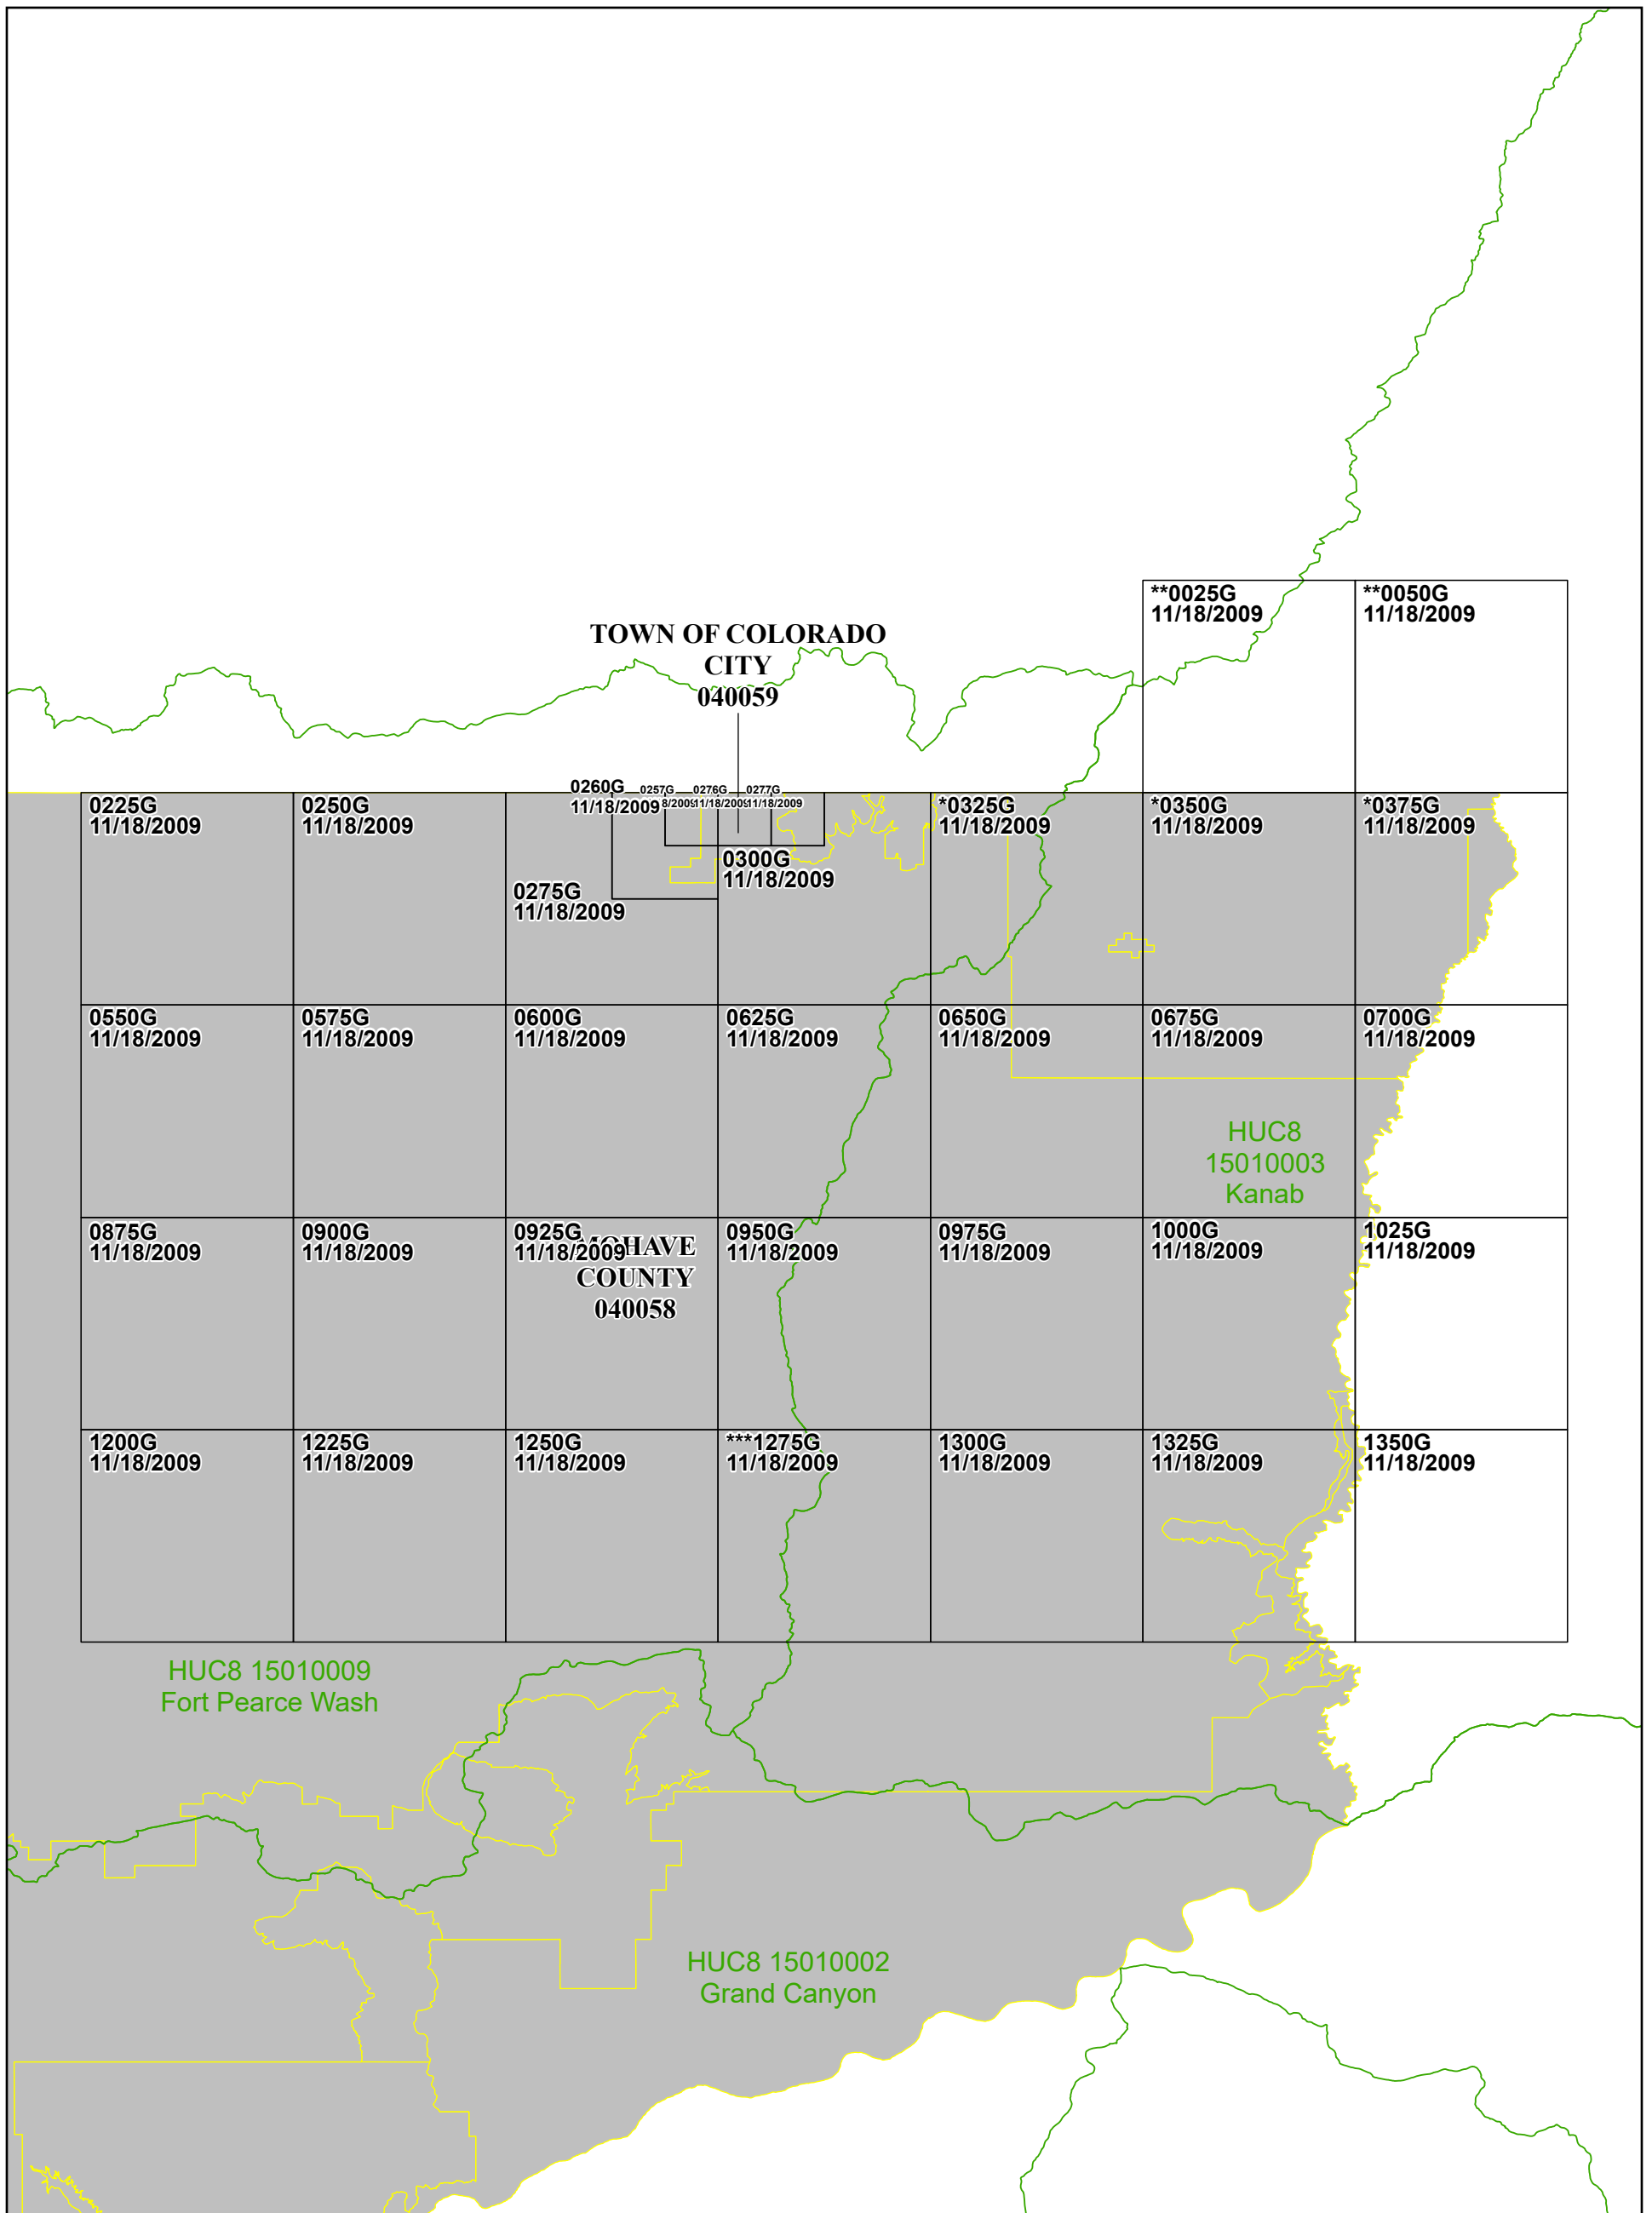 **0025G
11/18/2009
**0050G
11/18/2009
TOWN OF COLORADO
CITY
040059
0225G
11/18/2009
0250G
11/18/2009
0260G
11/18/2009
0257G
8/2009
0276G
11/18/2009
0277G
11/18/2009
0275G
11/18/2009
0300G
11/18/2009
*0325G
11/18/2009
*0350G
11/18/2009
*0375G
11/18/2009
0550G
11/18/2009
0575G
11/18/2009
0600G
11/18/2009
0625G
11/18/2009
0650G
11/18/2009
0675G
11/18/2009
0700G
11/18/2009
HUC8
15010003
Kanab
0875G
11/18/2009
0900G
11/18/2009
0925G
11/18/2009
MOHAVE
COUNTY
040058
0950G
11/18/2009
0975G
11/18/2009
1000G
11/18/2009
1025G
11/18/2009
1200G
11/18/2009
1225G
11/18/2009
1250G
11/18/2009
***1275G
11/18/2009
1300G
11/18/2009
1325G
11/18/2009
1350G
11/18/2009
HUC8 15010009
Fort Pearce Wash
HUC8 15010002
Grand Canyon